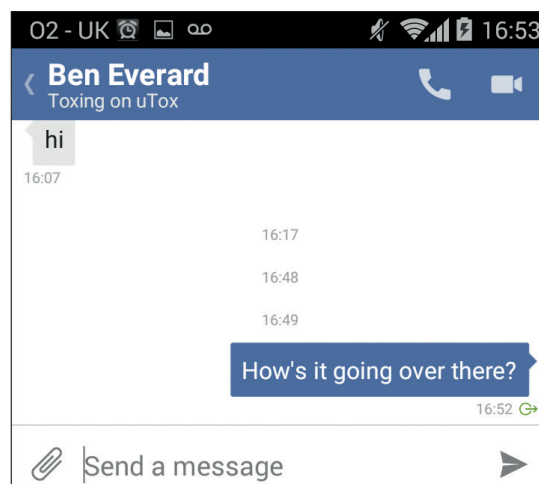 O2 - UK 16:53
Ben Everard
Toxing on uTox
hi
16:07
16:17
16:48
16:49
How's it going over there?
16:52
Send a message